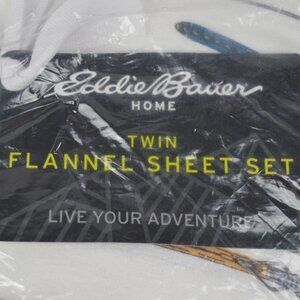 Eddie Bauer
HOME
TWIN
FLANNEL SHEET SET
LIVE YOUR ADVENTURE